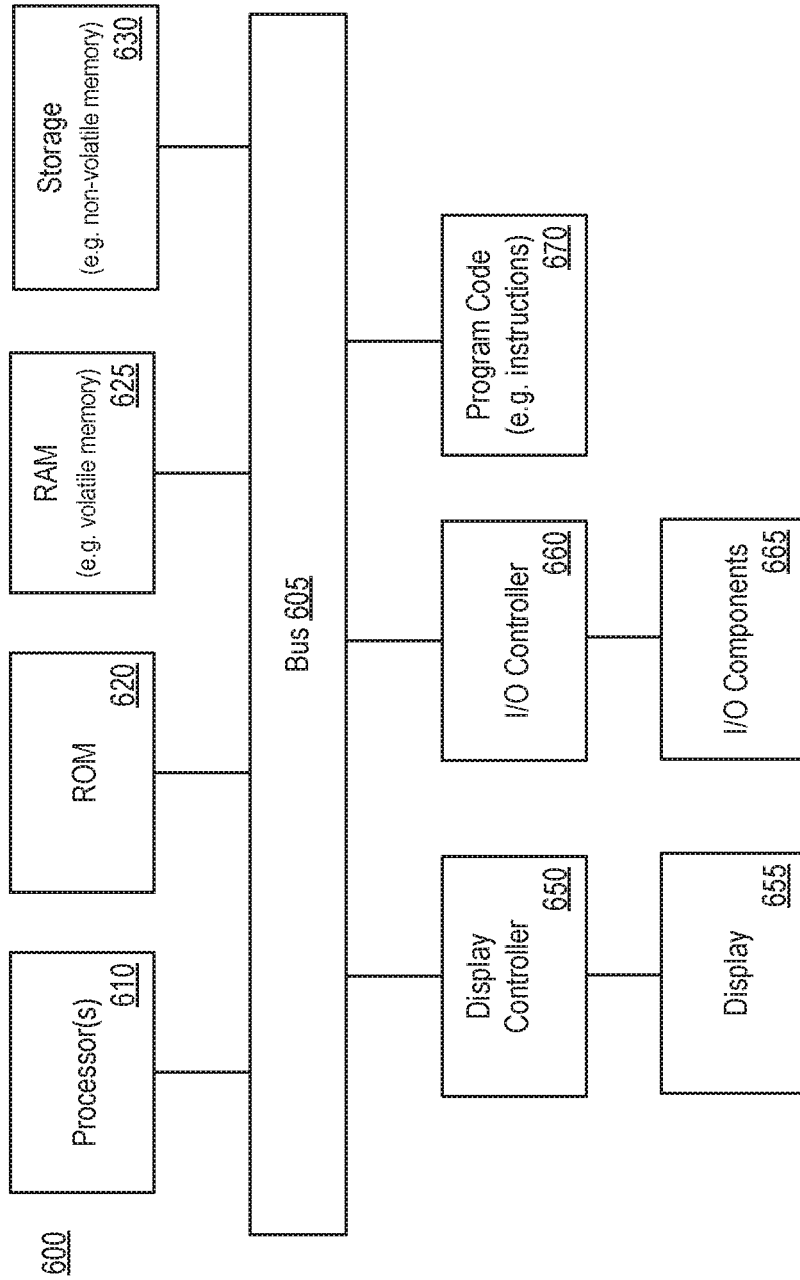 600
Processor(s)
610
ROM
620
RAM
(e.g. volatile memory)
625
Storage
(e.g. non-volatile memory)
630
Bus 605
Display
Controller
650
I/O Controller
660
Program Code
(e.g. instructions)
670
Display
655
I/O Components
665